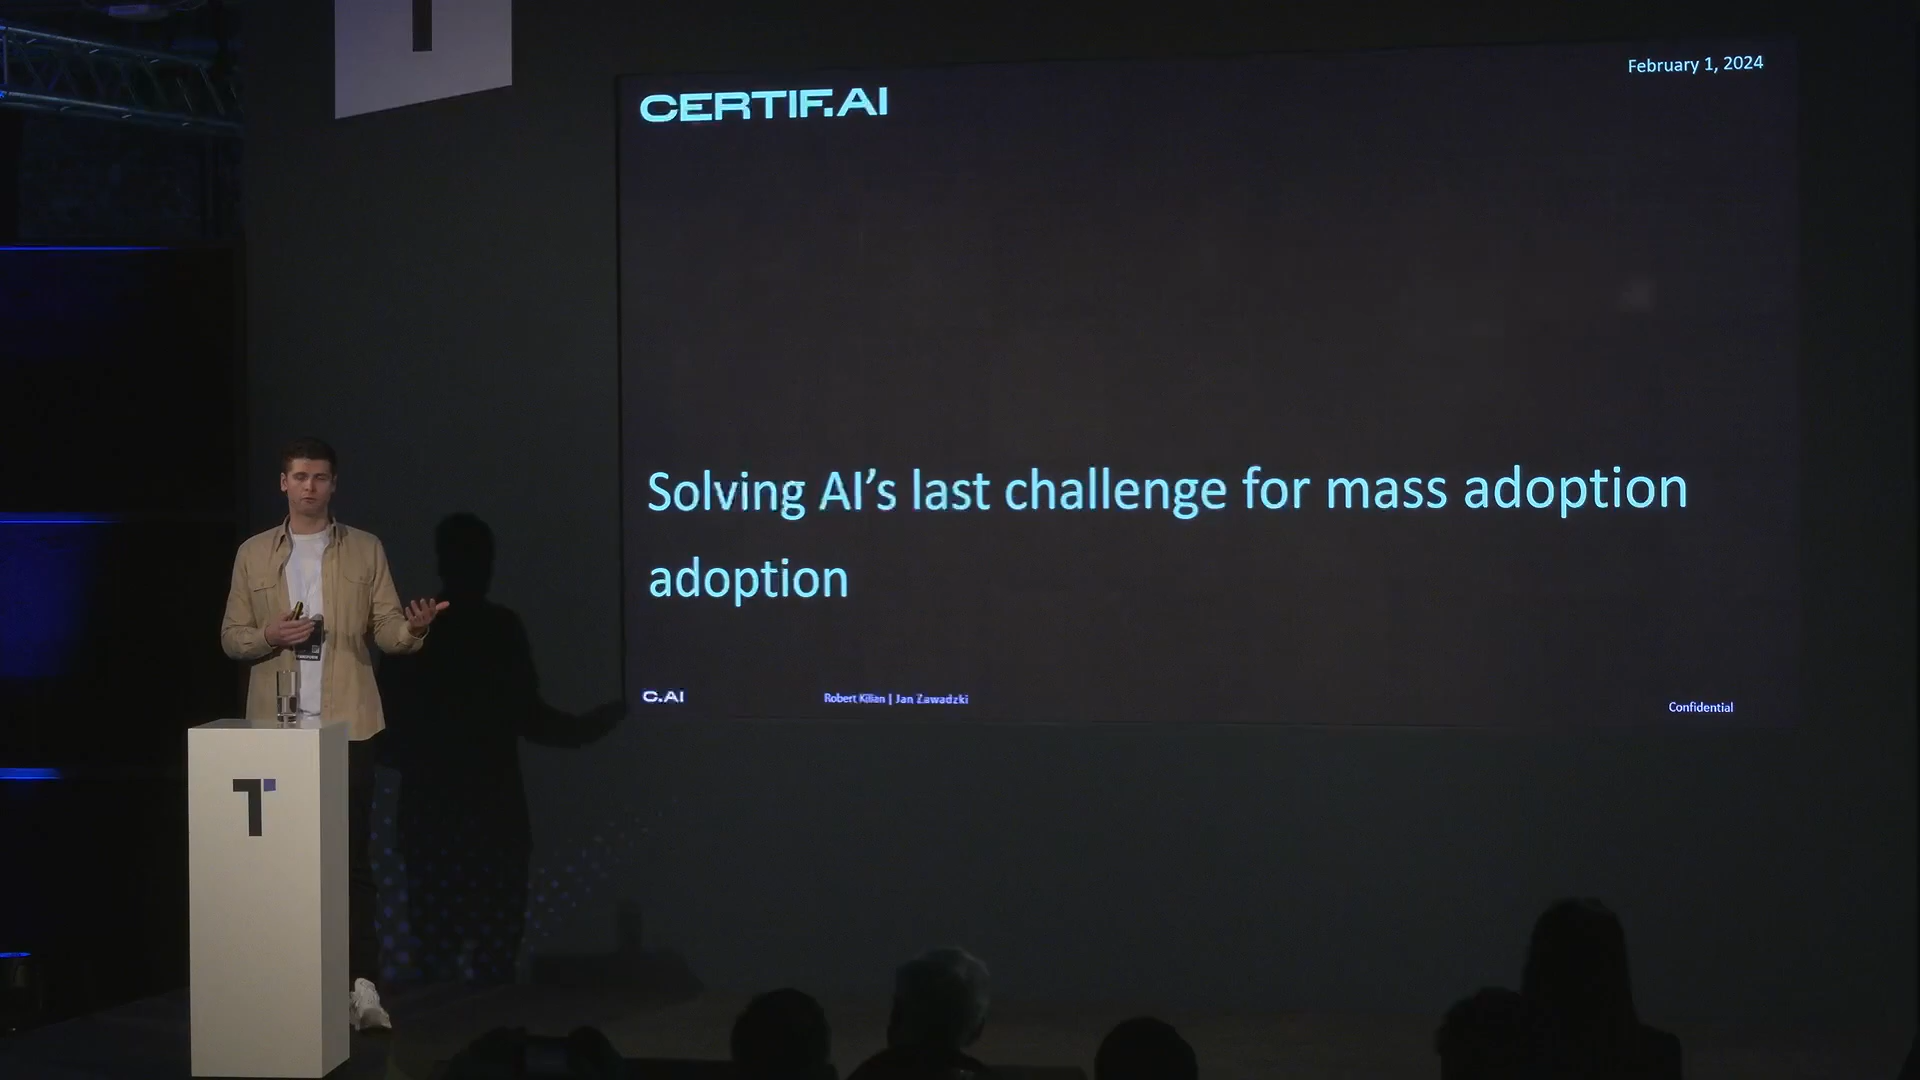 February 1, 2024
CERTIF.AI
Solving AI’s last challenge for mass adoption
adoption
C.AI
Robert Kilian | Jan Zawadzki
Confidential
T